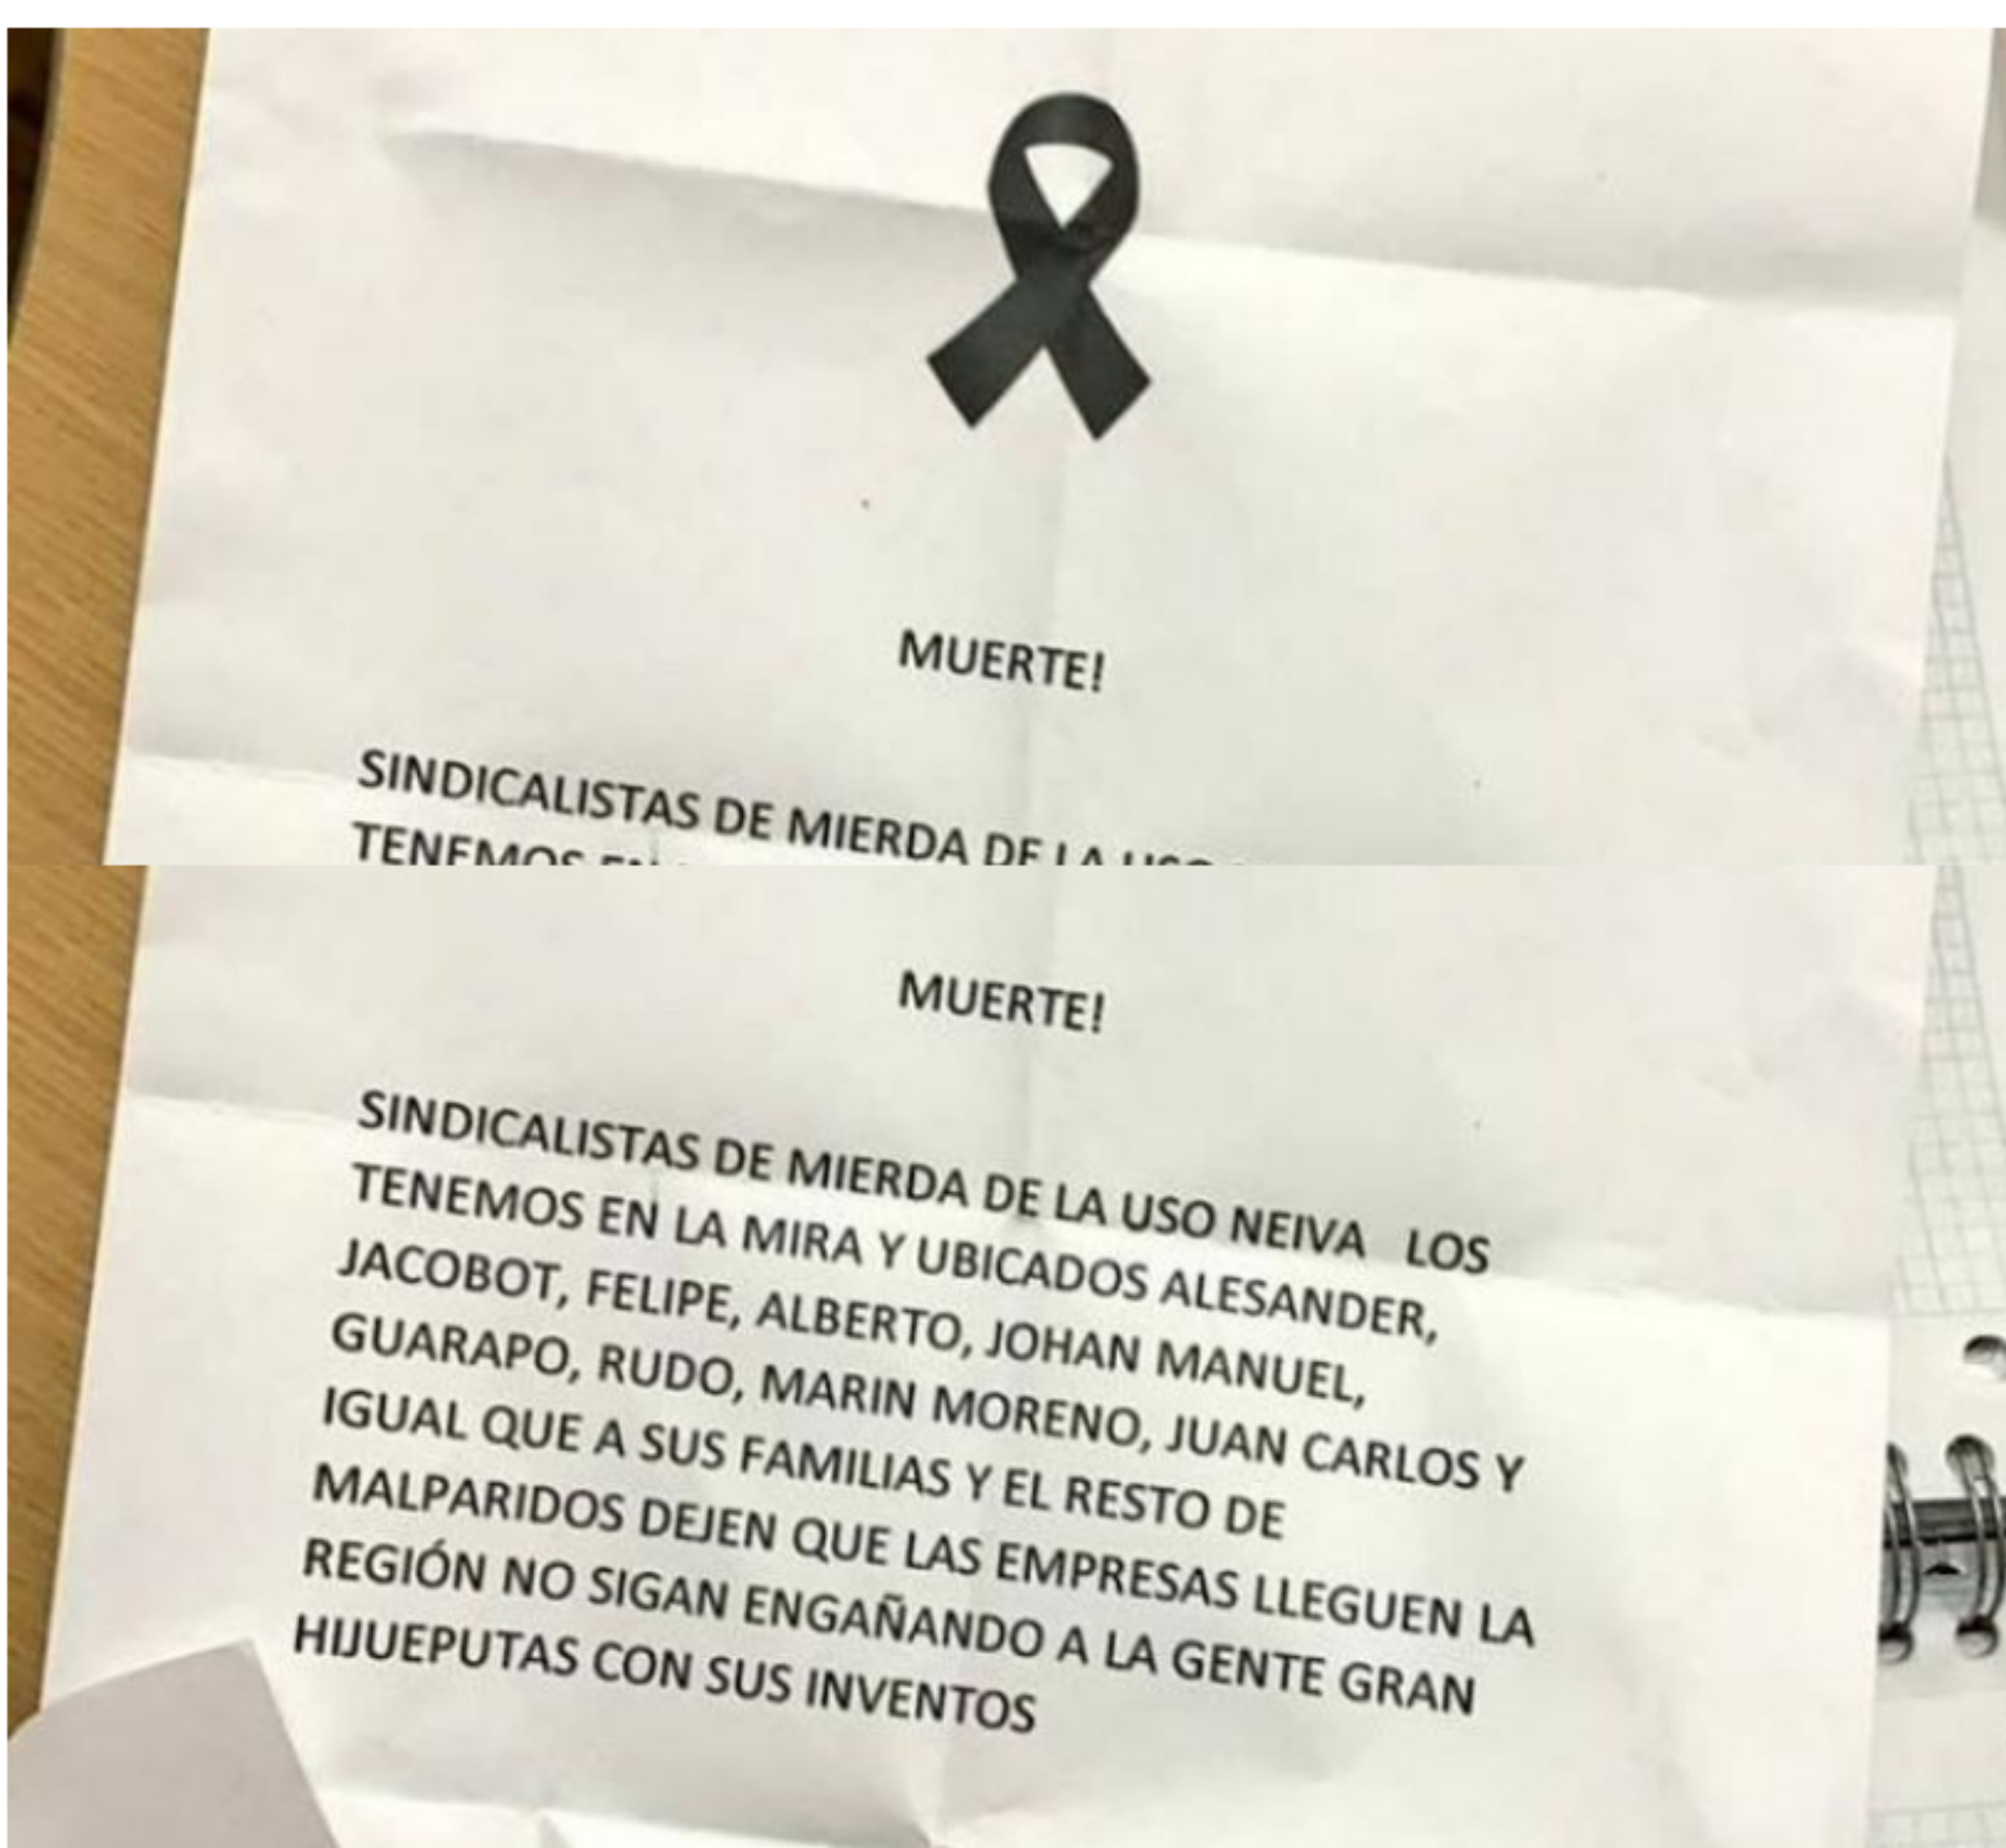 MUERTE!
SINDICALISTAS DE MIERDA DE LA USO
TENEMOS EN
MUERTE!
SINDICALISTAS DE MIERDA DE LA USO NEIVA LOS
TENEMOS EN LA MIRA Y UBICADOS ALESANDER,
JACOBOT, FELIPE, ALBERTO, JOHAN MANUEL,
GUARAPO, RUDO, MARIN MORENO, JUAN CARLOS Y
IGUAL QUE A SUS FAMILIAS Y EL RESTO DE
MALPARIDOS DEJEN QUE LAS EMPRESAS LLEGUEN LA
REGIÓN NO SIGAN ENGAÑANDO A LA GENTE GRAN
HIJUEPUTAS CON SUS INVENTOS